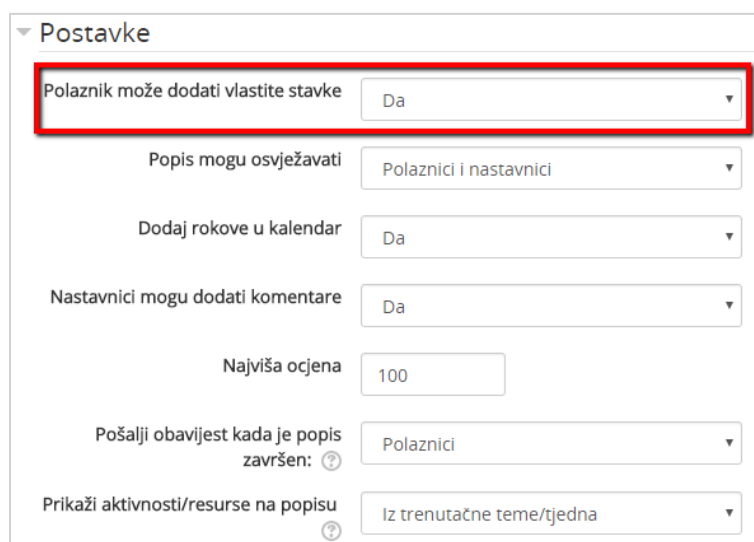 Postavke
Polaznik može dodati vlastite stavke
Da
Popis mogu osvježavati
Polaznici i nastavnici
Dodaj rokove u kalendar
Da
Nastavnici mogu dodati komentare
Da
Najviša ocjena
100
Pošalji obavijest kada je popis
završen:
Polaznici
Prikaži aktivnosti/resurse na popisu
Iz trenutačne teme/tjedna